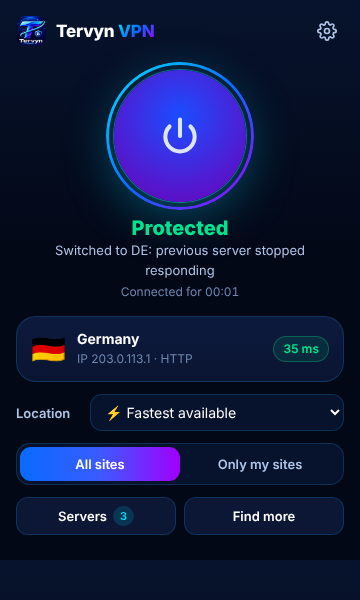 Tervyn
Tervyn VPN
Protected
Switched to DE: previous server stopped
responding
Connected for 00:01
Germany
IP 203.0.113.1 · HTTP
35 ms
Location
⚡ Fastest available
All sites
Only my sites
Servers 3
Find more